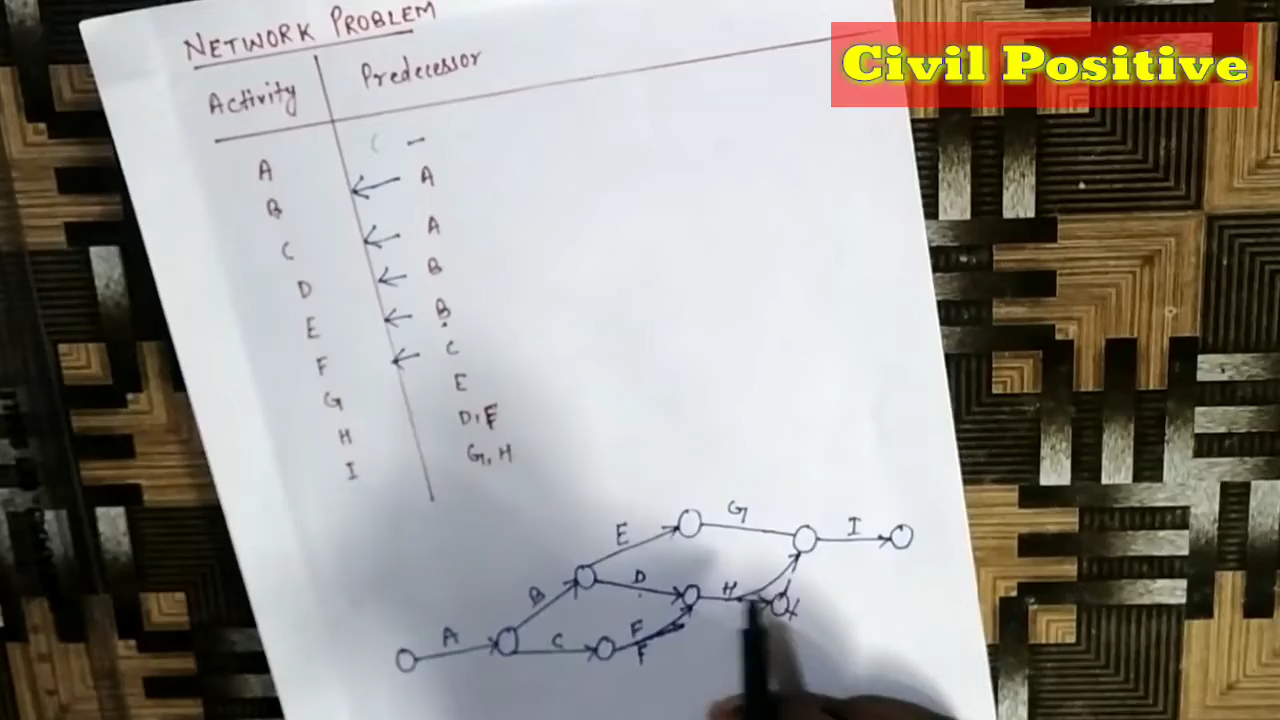 NETWORK PROBLEM
Civil Positive
Activity Predecessor
A -
B A
C A
D B
E B
F C
G E
H D, F
I G, H
G
I
E
D
H
B
F
A
C
F